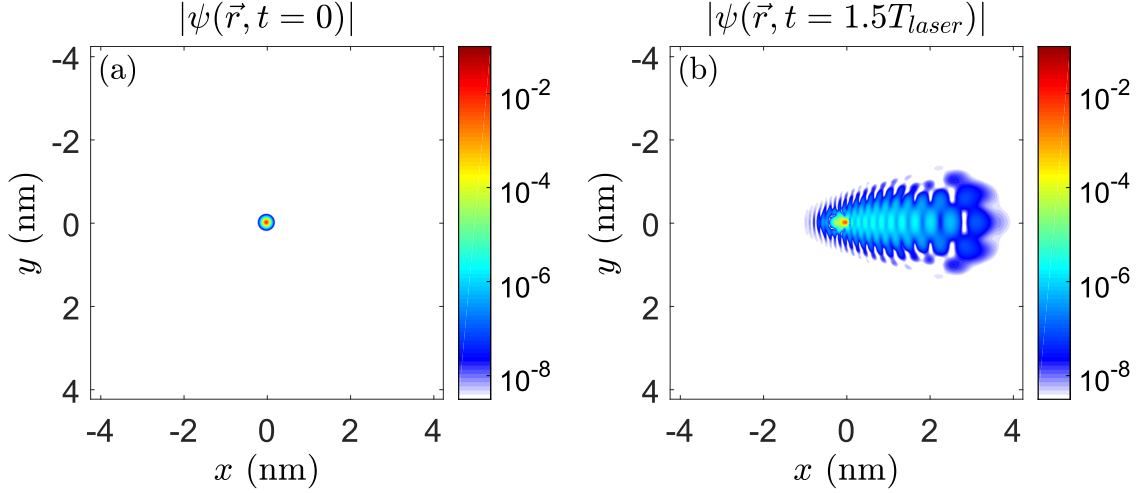 |ψ(r⃗, t = 0)|
(a)
-4
-2
0
2
4
y (nm)
-4 -2 0 2 4
x (nm)
10⁻²
10⁻⁴
10⁻⁶
10⁻⁸
|ψ(r⃗, t = 1.5T_laser)|
(b)
-4
-2
0
2
4
y (nm)
-4 -2 0 2 4
x (nm)
10⁻²
10⁻⁴
10⁻⁶
10⁻⁸